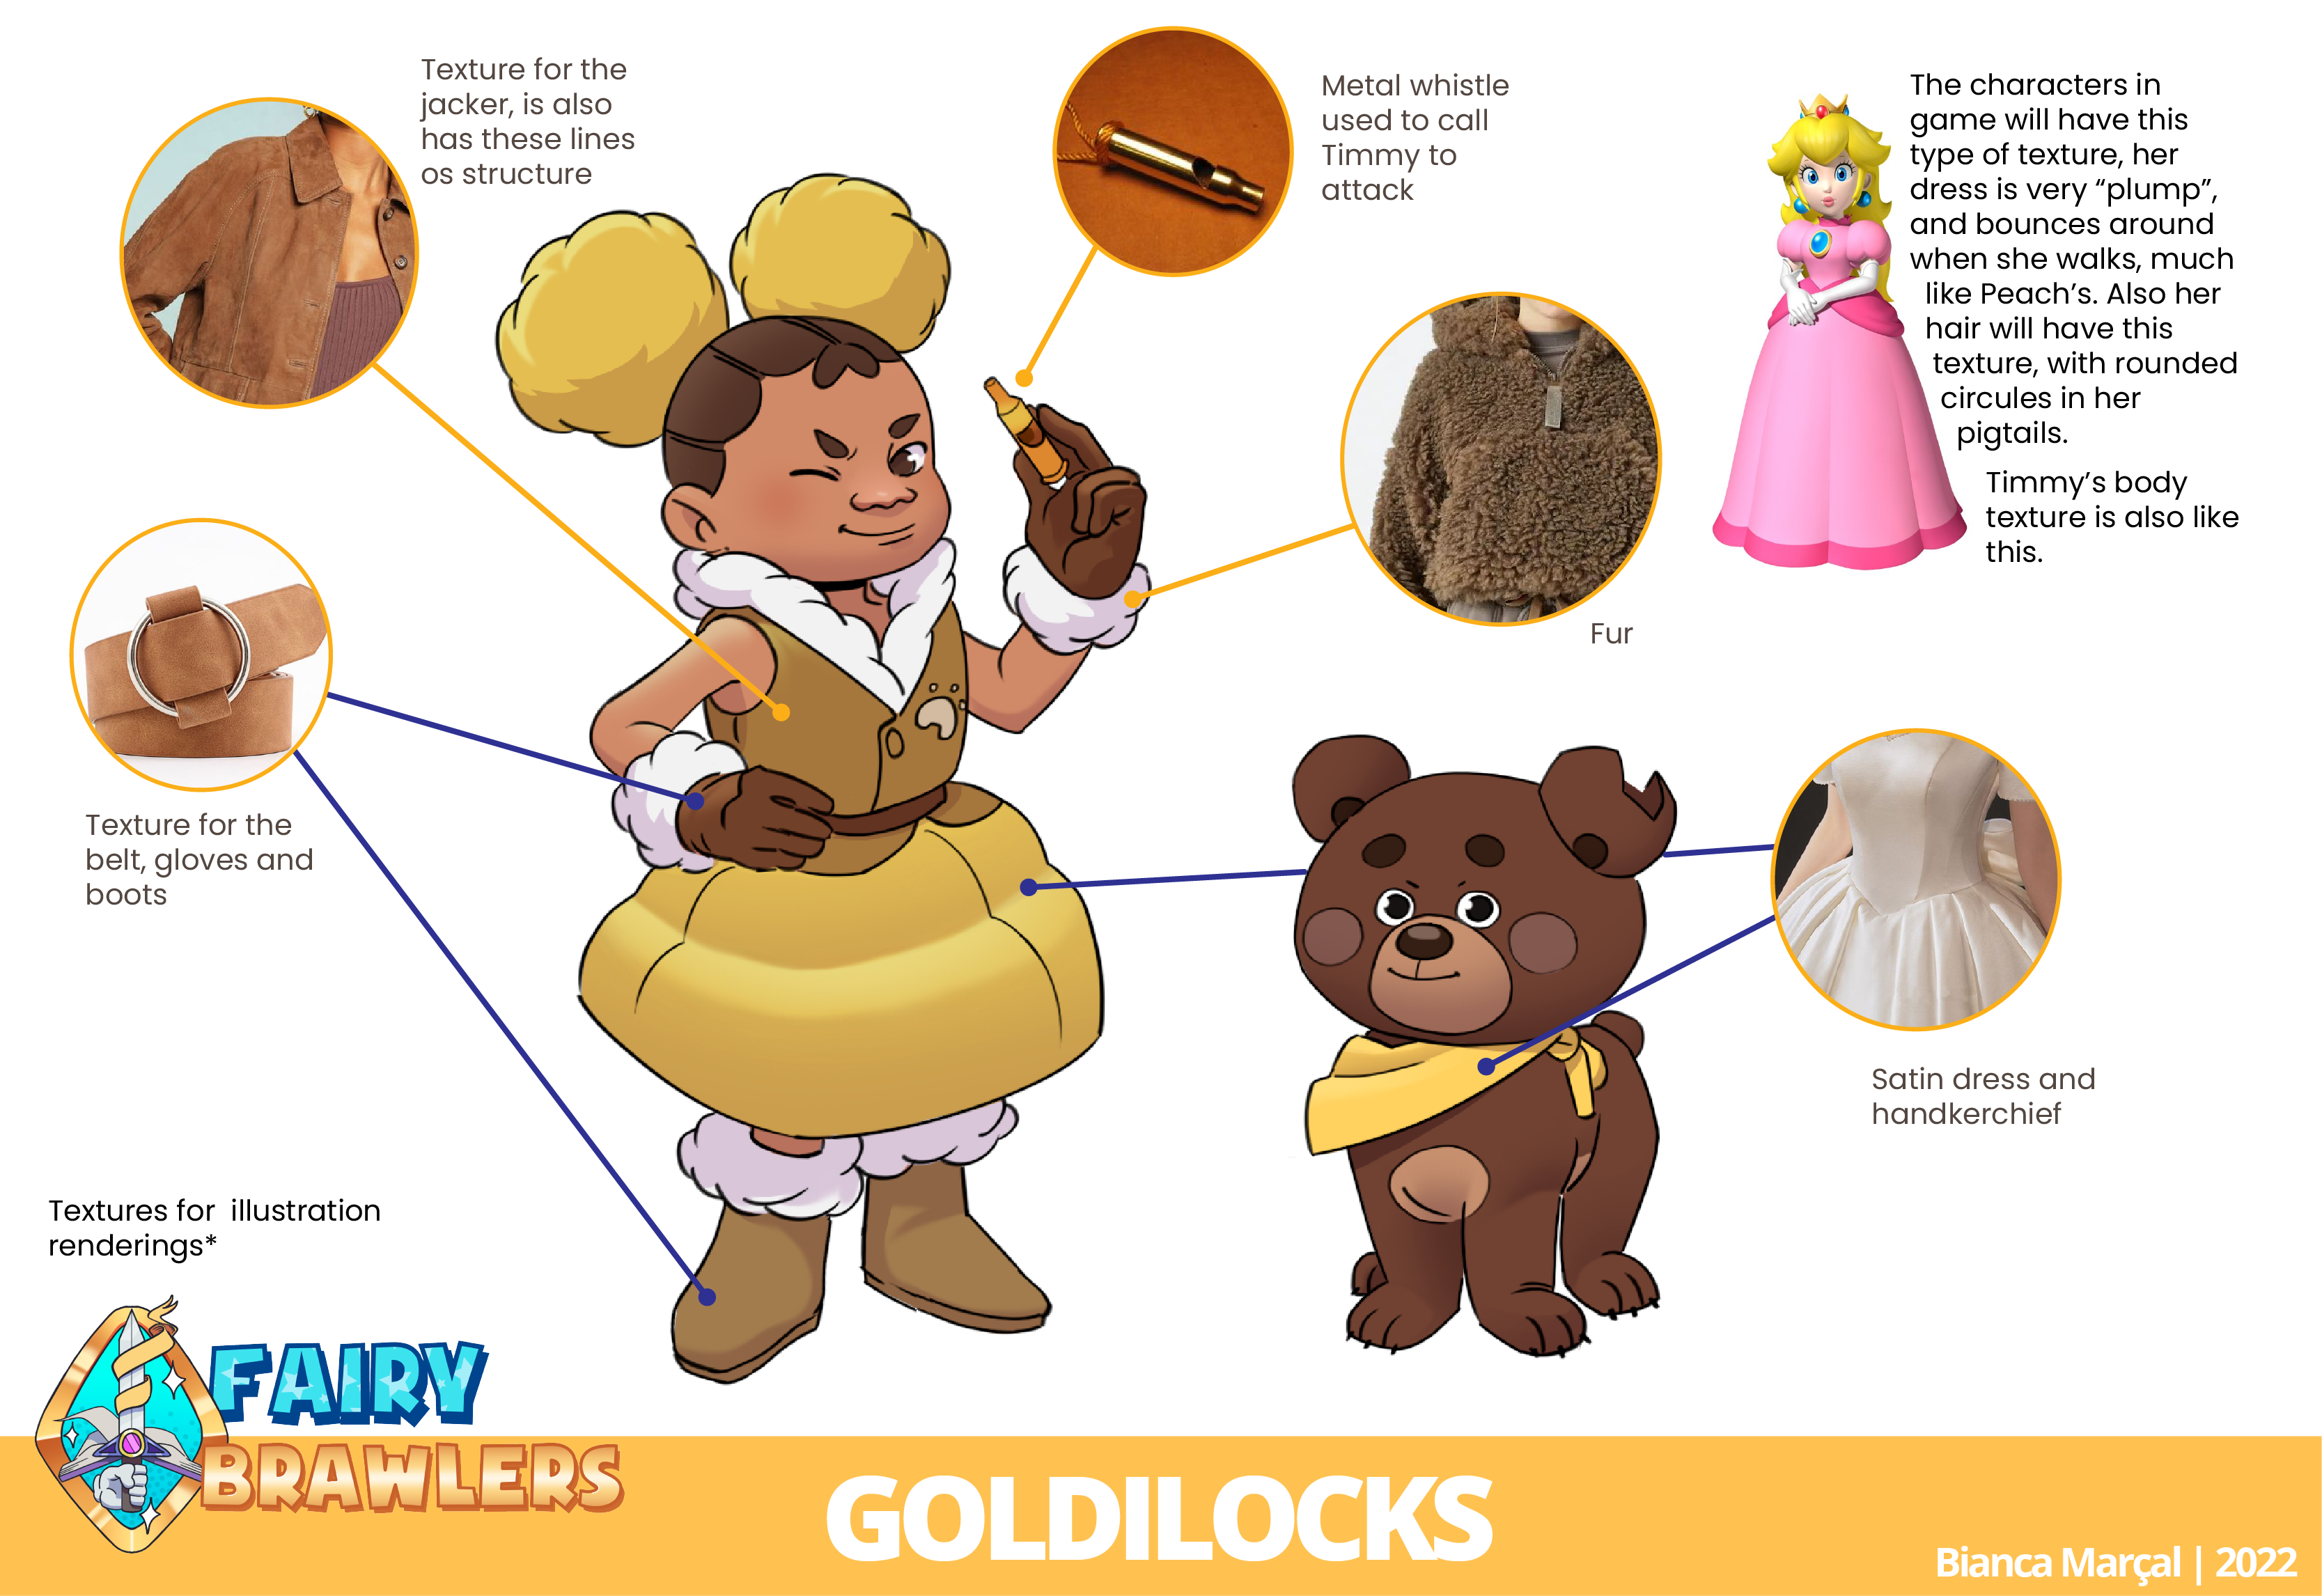 Texture for the
jacker, is also
has these lines
os structure
Metal whistle
used to call
Timmy to
attack
The characters in
game will have this
type of texture, her
dress is very “plump”,
and bounces around
when she walks, much
like Peach’s. Also her
hair will have this
texture, with rounded
circules in her
pigtails.
Timmy’s body
texture is also like
this.
Fur
Texture for the
belt, gloves and
boots
Satin dress and
handkerchief
Textures for  illustration
renderings*
FAIRY
BRAWLERS
GOLDILOCKS
Bianca Marçal | 2022